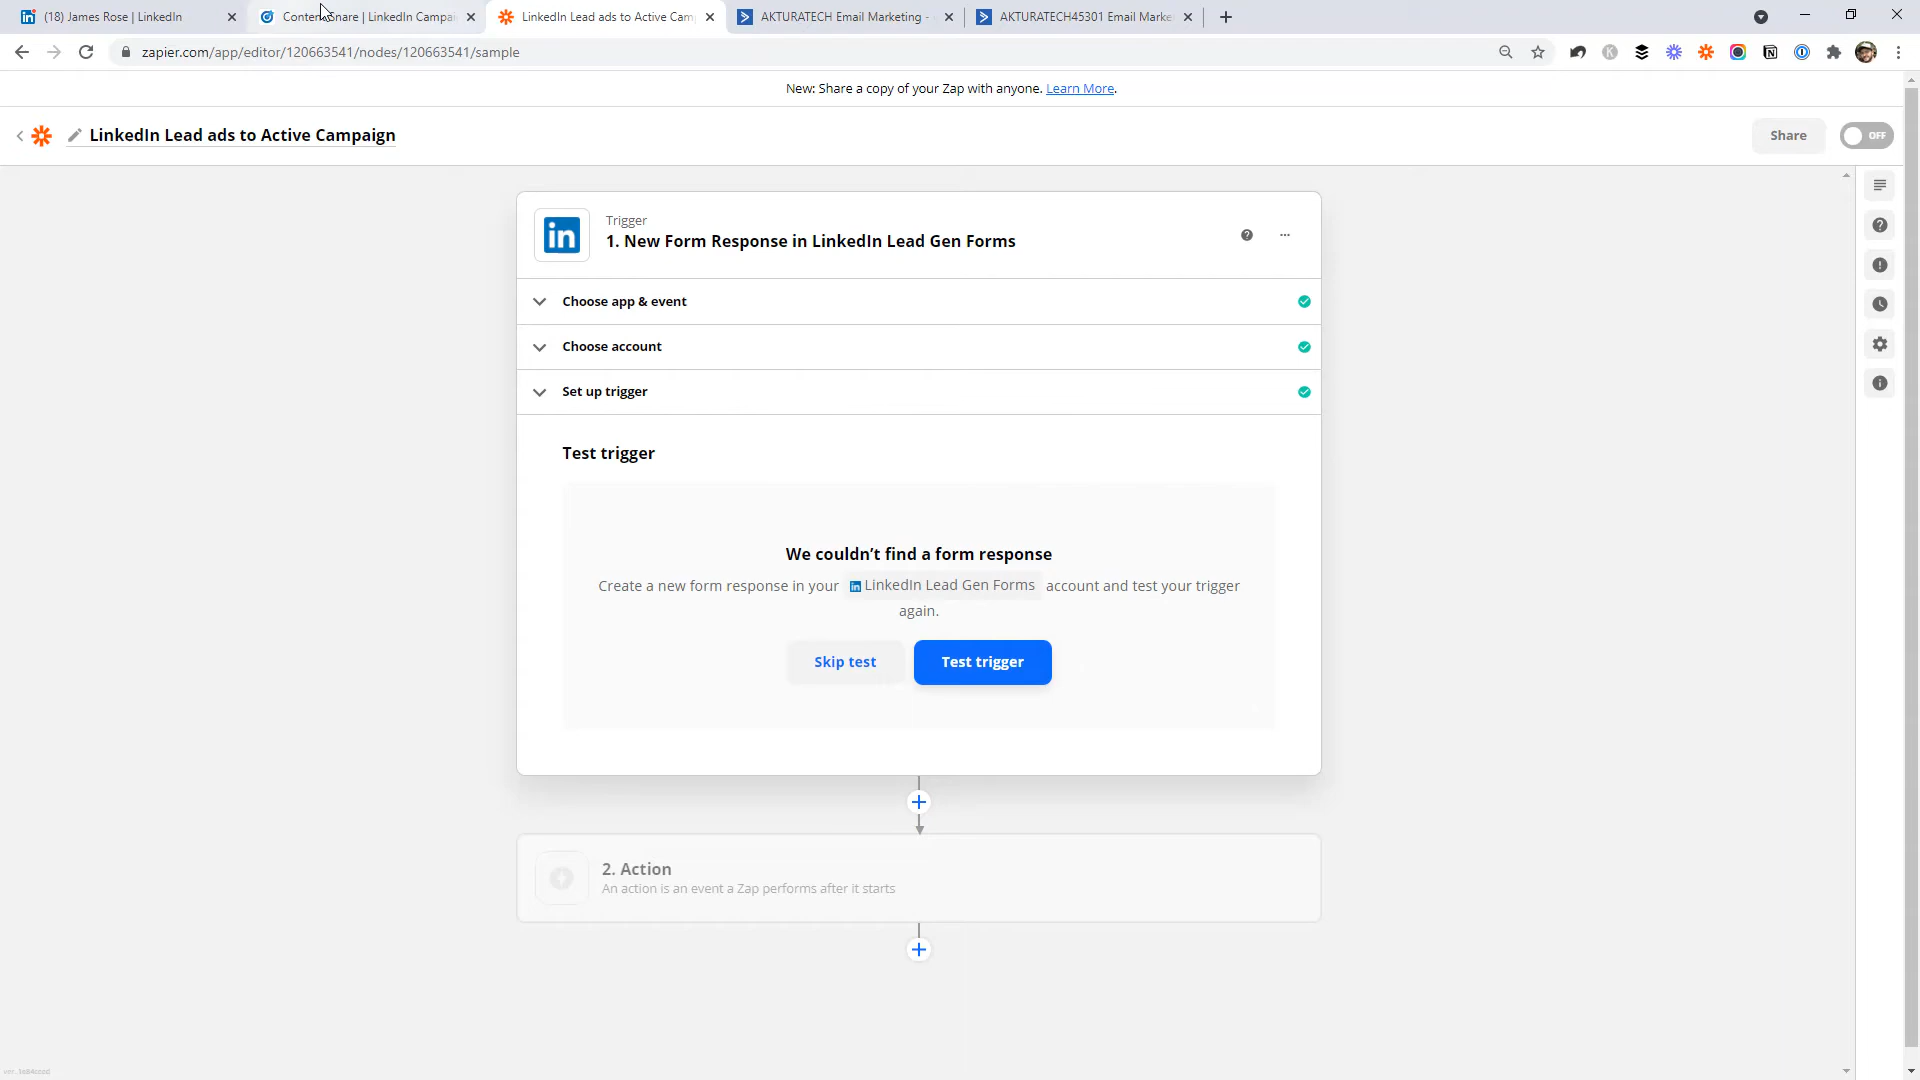 (18) James Rose | LinkedIn
Content Snare | LinkedIn Campai
LinkedIn Lead ads to Active Cam
AKTURATECH Email Marketing -
AKTURATECH45301 Email Marke
zapier.com/app/editor/120663541/nodes/120663541/sample
New: Share a copy of your Zap with anyone. Learn More.
LinkedIn Lead ads to Active Campaign
Share
OFF
Trigger
1. New Form Response in LinkedIn Lead Gen Forms
Choose app & event
Choose account
Set up trigger
Test trigger
We couldn’t find a form response
Create a new form response in your LinkedIn Lead Gen Forms account and test your trigger
again.
Skip test
Test trigger
2. Action
An action is an event a Zap performs after it starts